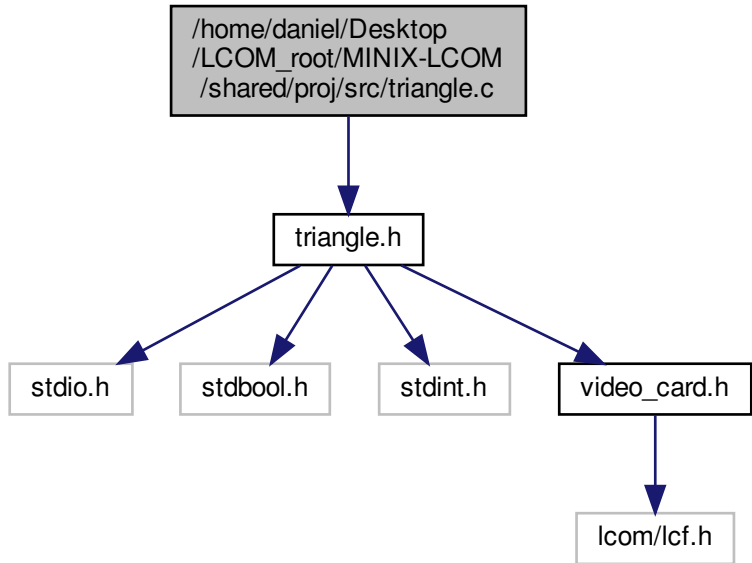 /home/daniel/Desktop
/LCOM_root/MINIX-LCOM
/shared/proj/src/triangle.c
triangle.h
stdio.h
stdbool.h
stdint.h
video_card.h
lcom/lcf.h